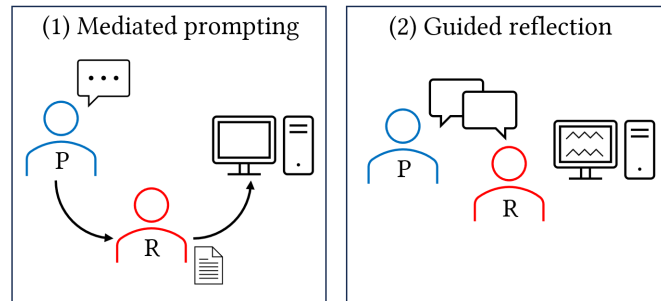 (1) Mediated prompting
P
R
(2) Guided reflection
P
R